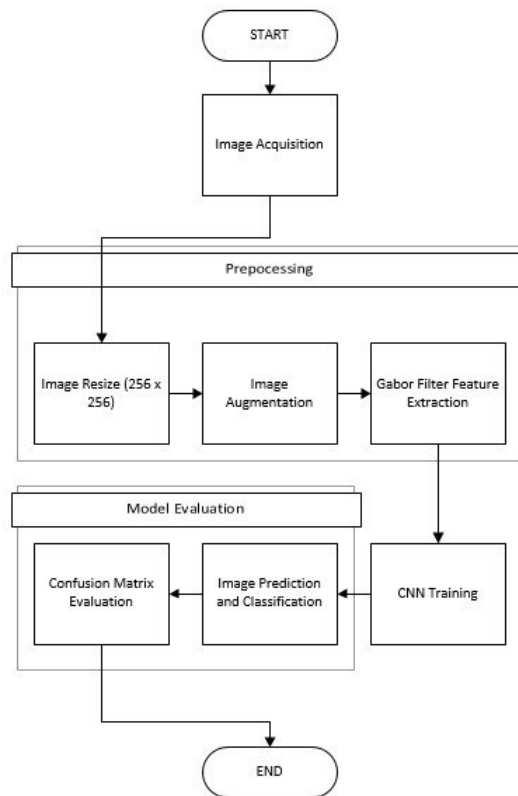 START
Image Acquisition
Prepocessing
Image Resize (256 x
256)
Image
Augmentation
Gabor Filter Feature
Extraction
Model Evaluation
Confusion Matrix
Evaluation
Image Prediction
and Classification
CNN Training
END